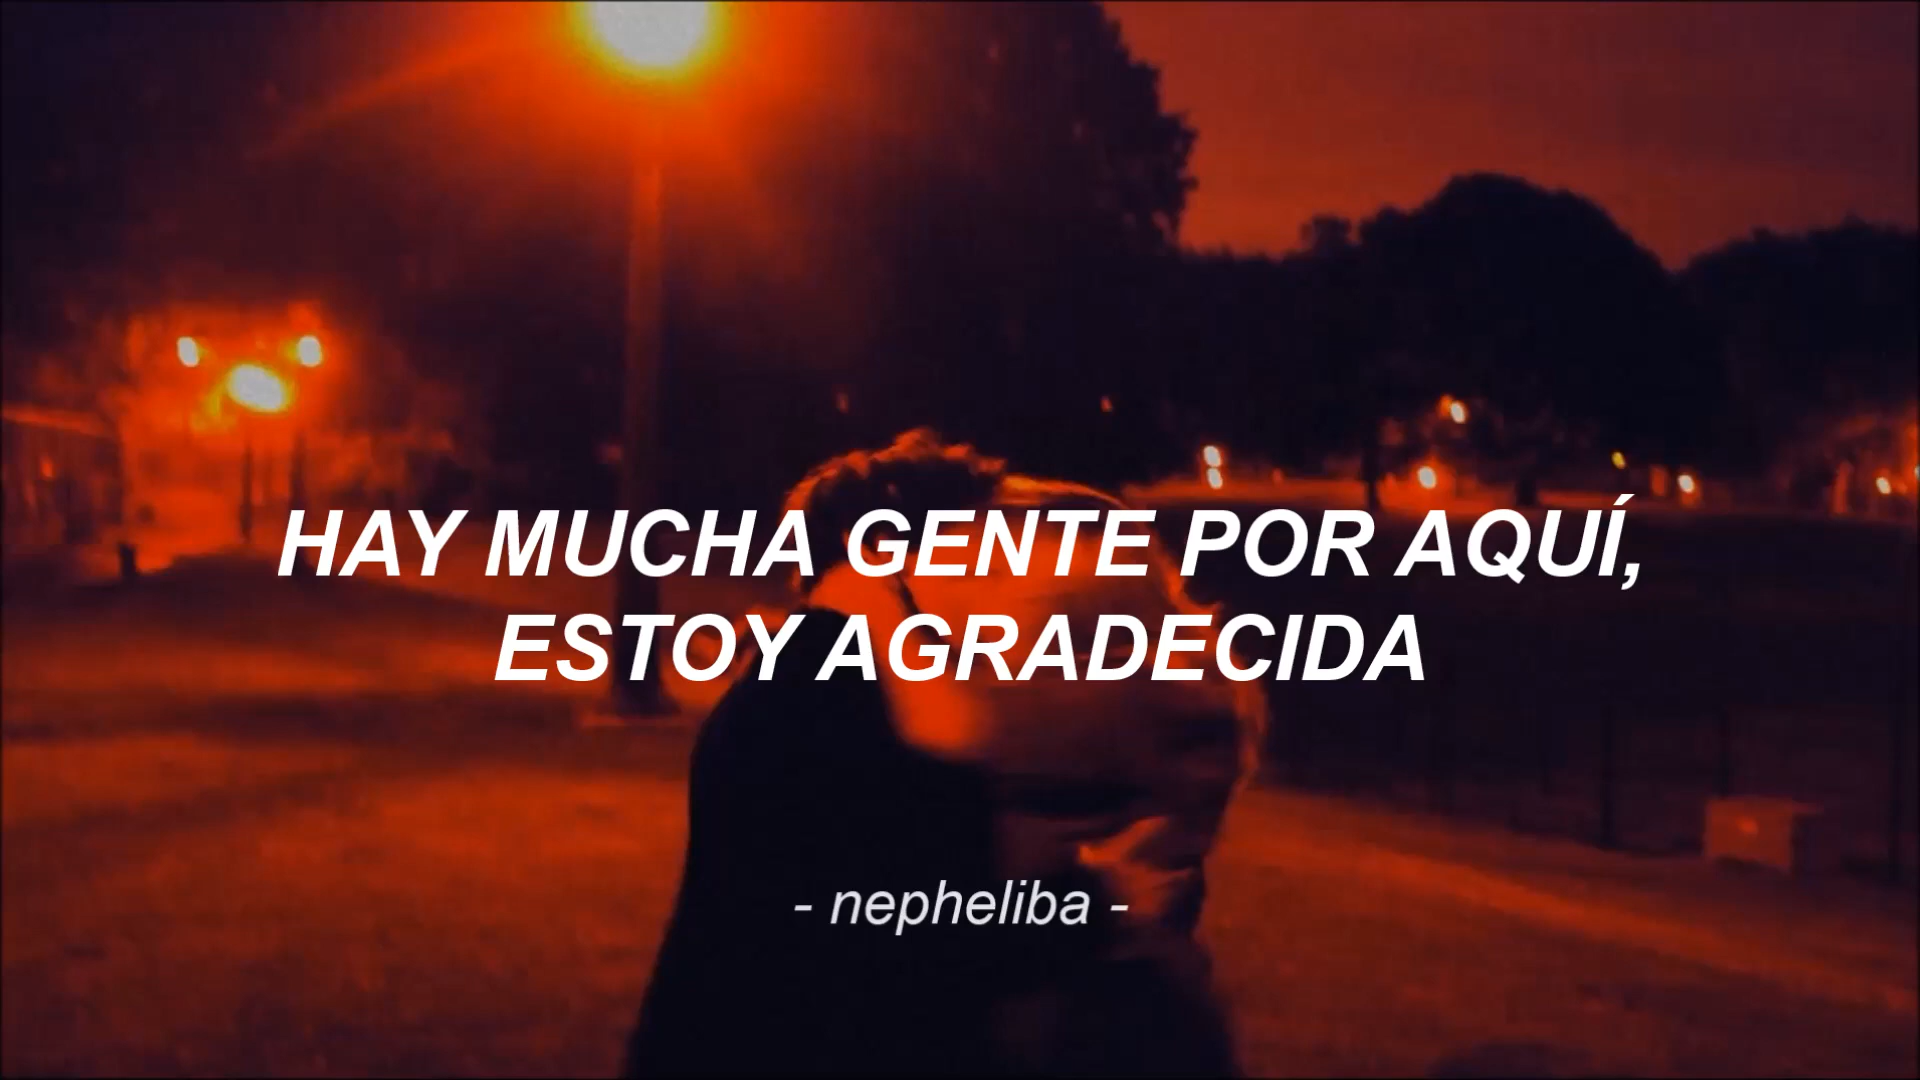 HAY MUCHA GENTE POR AQUÍ,
ESTOY AGRADECIDA
- nepheliba -